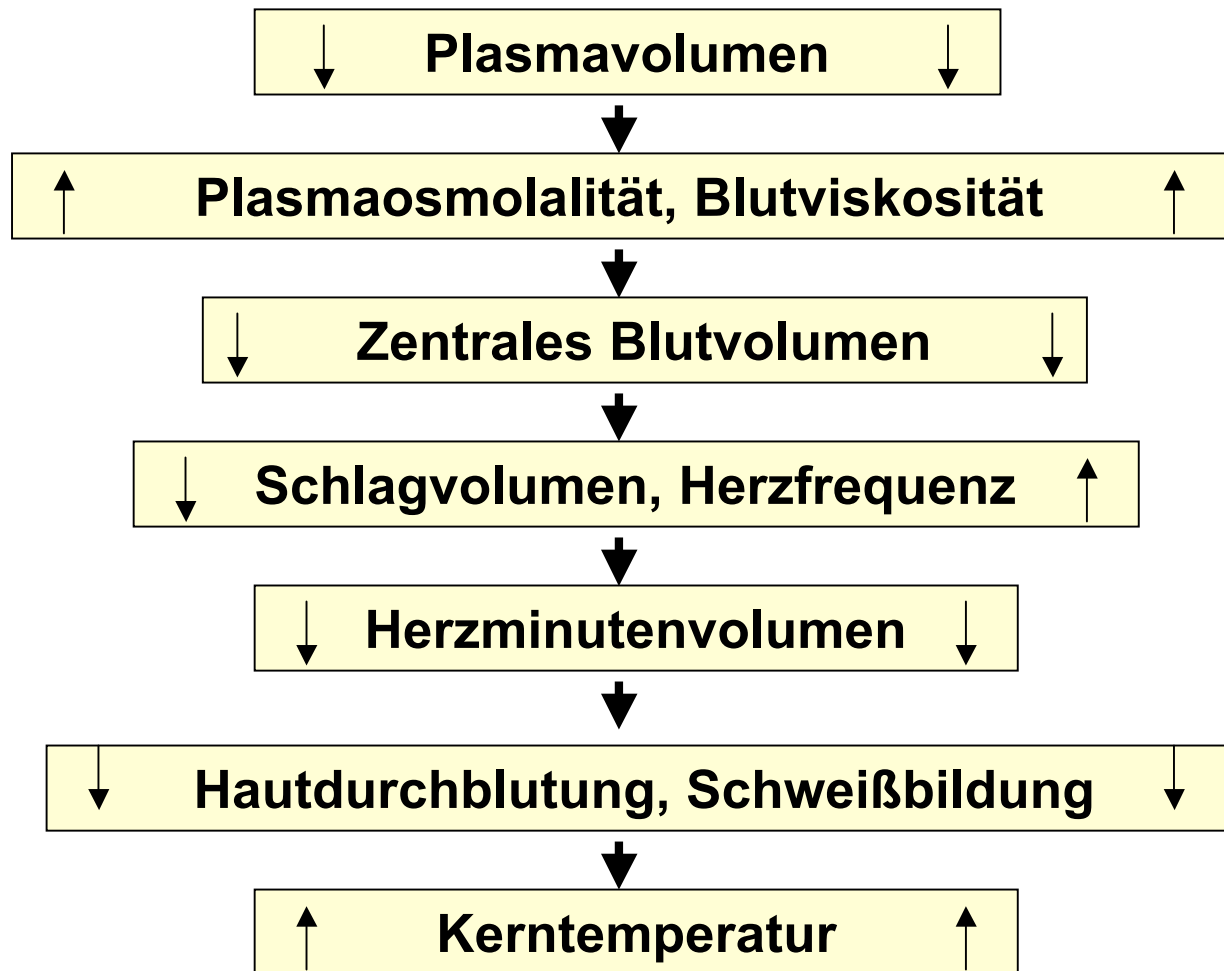 Plasmavolumen
Plasmaosmolalität, Blutviskosität
Zentrales Blutvolumen
Schlagvolumen, Herzfrequenz
Herzminutenvolumen
Hautdurchblutung, Schweißbildung
Kerntemperatur